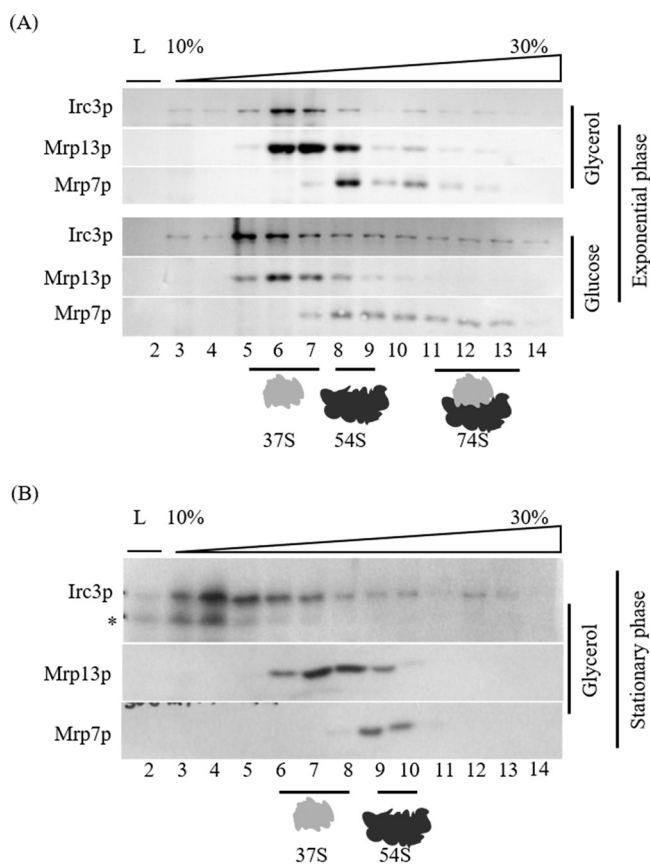 (A)
L 10% 30%
Irc3p
Mrp13p
Mrp7p
Glycerol
Irc3p
Mrp13p
Mrp7p
Glucose
Exponential phase
2 3 4 5 6 7 8 9 10 11 12 13 14
37S 54S 74S
(B)
L 10% 30%
Irc3p
*
Mrp13p
Mrp7p
Glycerol
Stationary phase
2 3 4 5 6 7 8 9 10 11 12 13 14
37S 54S